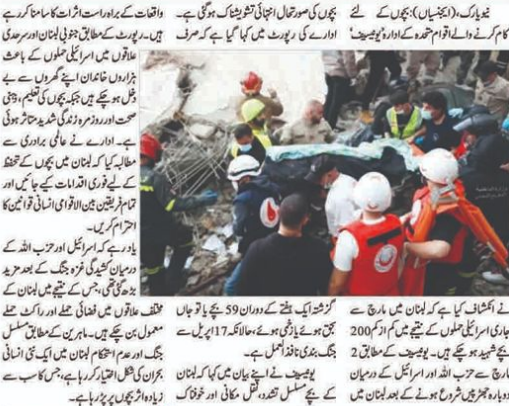 نیویارک، (ایجنسیاں): بچوں کے لئے
کام کرنے والے اقوام متحدہ کے ادارہ 'یونیسیف'
نے انکشاف کیا ہے کہ لبنان میں مارچ سے
جاری اسرائیلی حملوں کے نتیجے میں کم از کم 200
بچے شہید ہو چکے ہیں۔ یونیسیف کے مطابق 2
مارچ سے حزب اللہ اور اسرائیل کے درمیان
دوبارہ جھڑپیں شروع ہونے کے بعد لبنان میں
بچوں کی صورتحال انتہائی تشویشناک ہو گئی ہے۔
ادارے کی رپورٹ میں کہا گیا ہے کہ صرف
گزشتہ ایک ہفتے کے دوران 59 بچے یا تو جاں
بحق ہوئے یا زخمی ہوئے، حالانکہ 17 اپریل سے
جنگ بندی نافذ العمل ہے۔
یونیسیف نے اپنے بیان میں کہا کہ لبنان
کے بچے مسلسل تشدد، نقل مکانی اور خوفناک
واقعات کے براہ راست اثرات کا سامنا کر رہے
ہیں۔ رپورٹ کے مطابق جنوبی لبنان اور سرحدی
علاقوں میں اسرائیلی حملوں کے باعث
ہزاروں خاندان اپنے گھروں سے بے
دخل ہو چکے ہیں جبکہ بچوں کی تعلیم، ذہنی
صحت اور روزمرہ زندگی شدید متاثر ہوئی
ہے۔ ادارے نے عالمی برادری سے
مطالبہ کیا کہ لبنان میں بچوں کے تحفظ
کے لیے فوری اقدامات کیے جائیں اور
تمام فریقین بین الاقوامی انسانی قوانین کا
احترام کریں۔
یاد رہے کہ اسرائیل اور حزب اللہ کے
درمیان کشیدگی غزہ جنگ کے بعد مزید
بڑھ گئی تھی، جس کے نتیجے میں لبنان کے
مختلف علاقوں میں فضائی حملے اور راکٹ حملے
معمول بن چکے ہیں۔ ماہرین کے مطابق مسلسل
جنگ اور عدم استحکام لبنان میں ایک نئی انسانی
بحران کی شکل اختیار کر رہا ہے، جس کا سب سے
زیادہ اثر بچوں پر پڑ رہا ہے۔